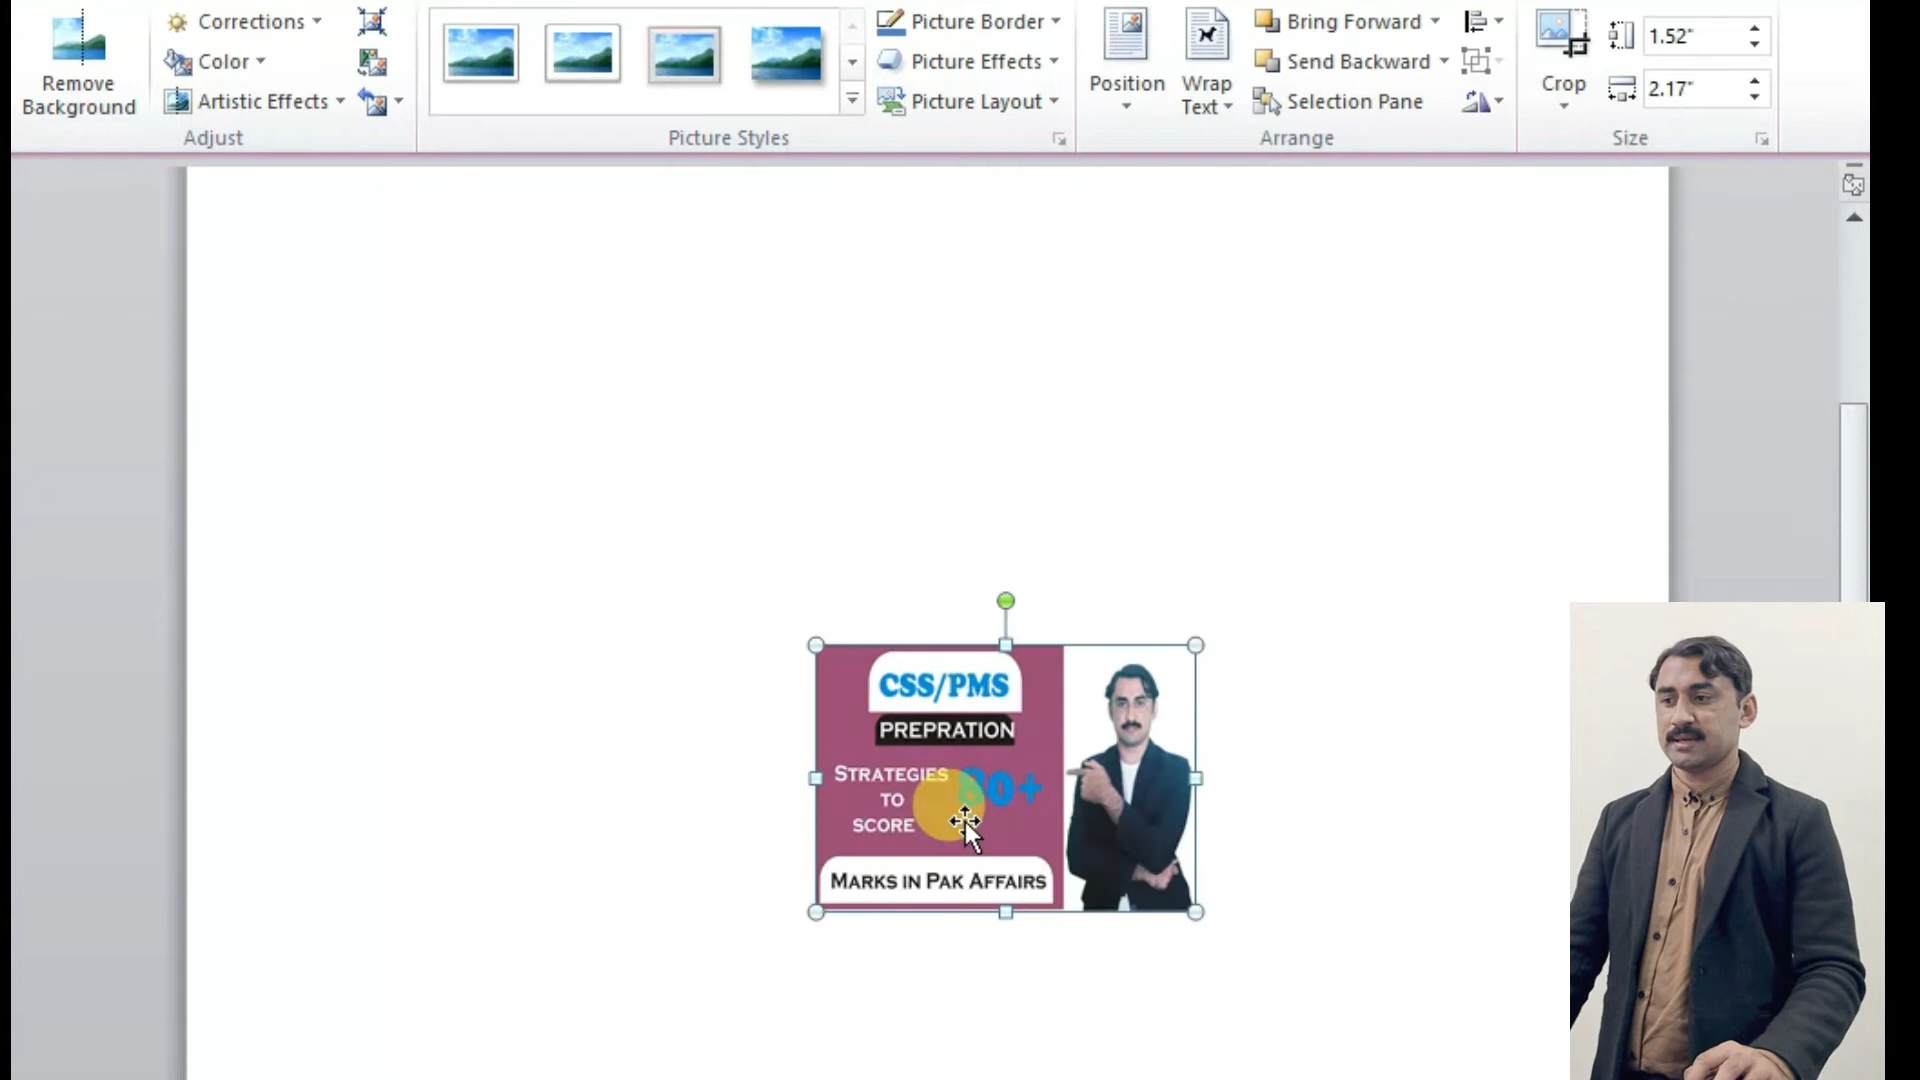 Remove
Background
Corrections
Color
Artistic Effects
Adjust
Picture Styles
Picture Border
Picture Effects
Picture Layout
Position
Wrap
Text
Bring Forward
Send Backward
Selection Pane
Arrange
Crop
1.52"
2.17"
Size
CSS/PMS
PREPRATION
STRATEGIES
TO
SCORE
MARKS IN PAK AFFAIRS